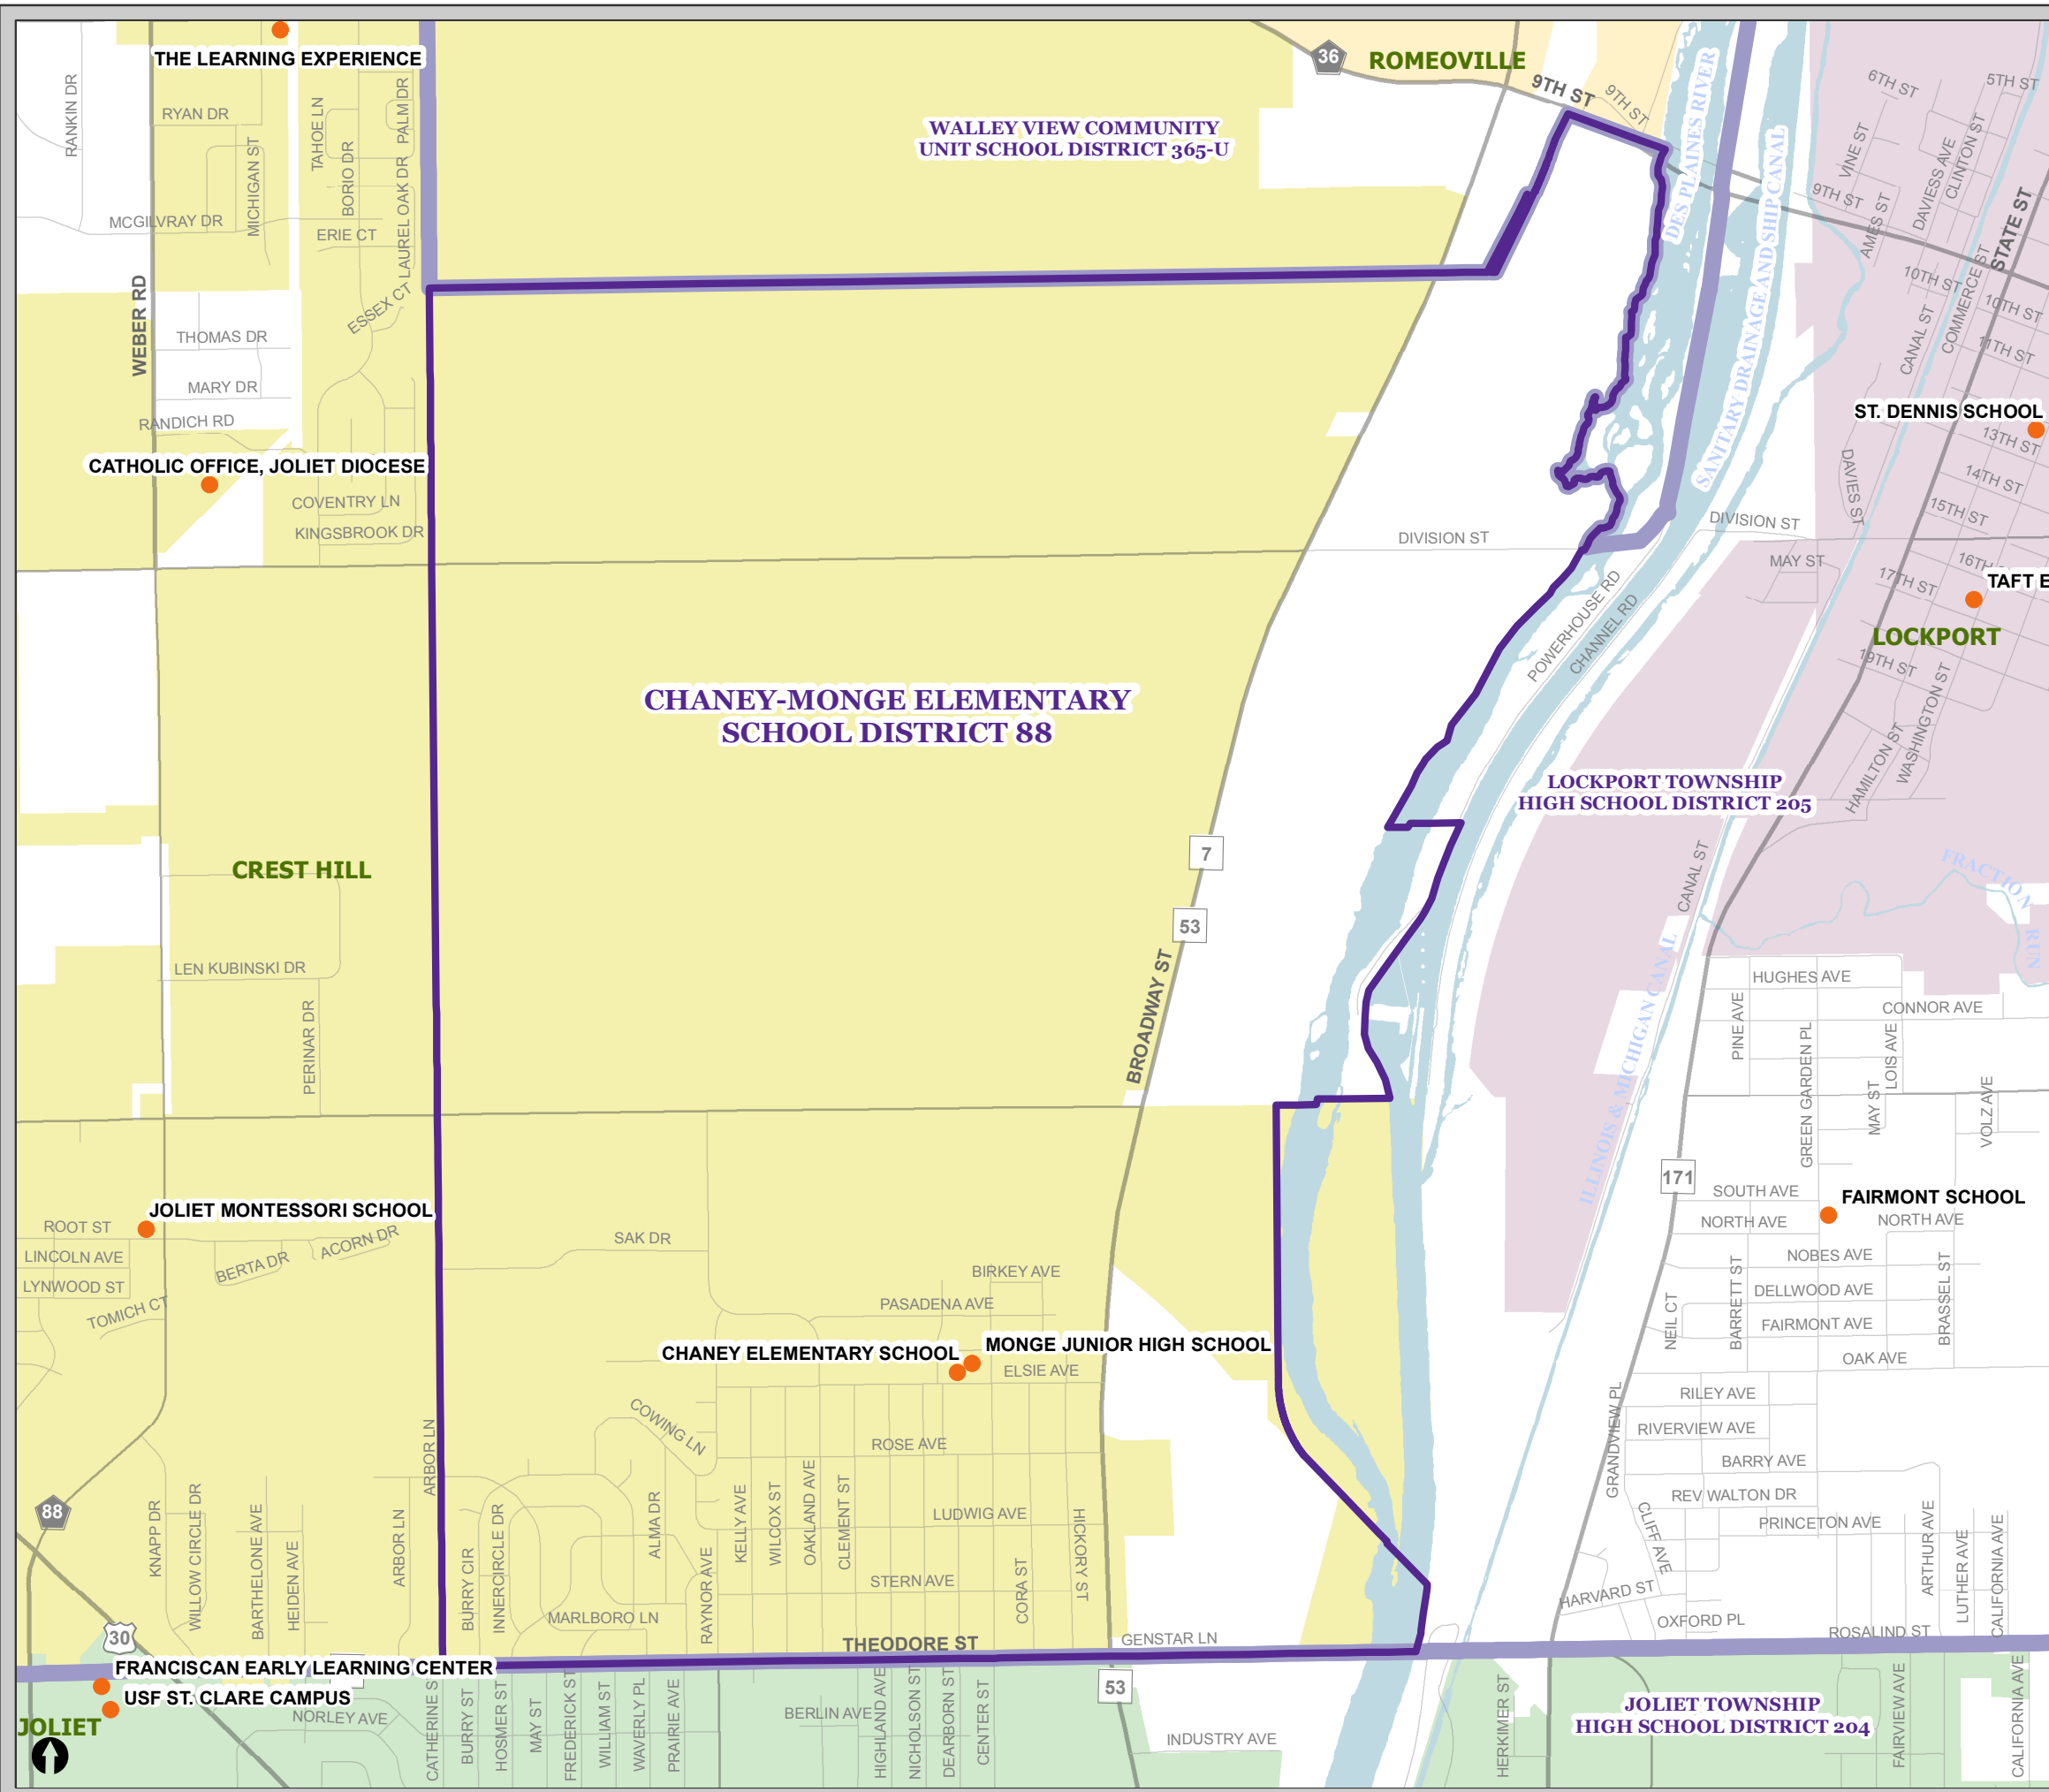 THE LEARNING EXPERIENCE
36
ROMEOVILLE
9TH ST
9TH ST
6TH ST
5TH ST
RANKIN DR
RYAN DR
MICHIGAN ST
TAHOE LN
BORIO DR
PALM DR
LAUREL OAK DR
WALLEY VIEW COMMUNITY
UNIT SCHOOL DISTRICT 365-U
DES PLAINES RIVER
SANITARY DRAINAGE AND SHIP CANAL
VINE ST
DAVIESS AVE
CLINTON ST
9TH ST
AMES ST
STATE ST
MCGILVRAY DR
ERIE CT
ESSEX CT
WEBER RD
THOMAS DR
MARY DR
RANDICH RD
10TH ST
10TH ST
COMMERCE ST
CANAL ST
11TH ST
ST. DENNIS SCHOOL
13TH ST
14TH ST
15TH ST
DAVIES ST
CATHOLIC OFFICE, JOLIET DIOCESE
COVENTRY LN
KINGSBROOK DR
DIVISION ST
DIVISION ST
MAY ST
16TH
17TH ST
TAFT E
LOCKPORT
19TH ST
POWERHOUSE RD
CHANNEL RD
WASHINGTON ST
HAMILTON ST
CHANEY-MONGE ELEMENTARY
SCHOOL DISTRICT 88
LOCKPORT TOWNSHIP
HIGH SCHOOL DISTRICT 205
7
CREST HILL
53
CANAL ST
FRACTION RUN
BROADWAY ST
LEN KUBINSKI DR
PERINAR DR
ILLINOIS & MICHIGAN CANAL
HUGHES AVE
CONNOR AVE
PINE AVE
GREEN GARDEN PL
LOIS AVE
MAY ST
VOLZ AVE
171
SOUTH AVE
FAIRMONT SCHOOL
NORTH AVE
NORTH AVE
JOLIET MONTESSORI SCHOOL
ROOT ST
LINCOLN AVE
LYNWOOD ST
BERTA DR
ACORN DR
TOMICH CT
SAK DR
BIRKEY AVE
PASADENA AVE
NOBES AVE
DELLWOOD AVE
BARRETT ST
BRASSEL ST
NEIL CT
FAIRMONT AVE
OAK AVE
CHANEY ELEMENTARY SCHOOL
MONGE JUNIOR HIGH SCHOOL
ELSIE AVE
GRANDVIEW PL
RILEY AVE
RIVERVIEW AVE
BARRY AVE
REV WALTON DR
PRINCETON AVE
COWING LN
ROSE AVE
ARBOR LN
88
KNAPP DR
WILLOW CIRCLE DR
BARTHELONE AVE
HEIDEN AVE
ARBOR LN
BURRY CIR
INNERCIRCLE DR
ALMA DR
RAYNOR AVE
KELLY AVE
WILCOX ST
OAKLAND AVE
CLEMENT ST
LUDWIG AVE
STERN AVE
CORA ST
HICKORY ST
CLIFF AVE
ARTHUR AVE
LUTHER AVE
CALIFORNIA AVE
HARVARD ST
OXFORD PL
ROSALIND ST
MARLBORO LN
THEODORE ST
GENSTAR LN
30
FRANCISCAN EARLY LEARNING CENTER
USF ST. CLARE CAMPUS
JOLIET
NORLEY AVE
CATHERINE S
BURRY ST
HOSMER ST
MAY ST
FREDERICK ST
WILLIAM ST
WAVERLY PL
PRAIRIE AVE
BERLIN AVE
HIGHLAND AVE
NICHOLSON ST
DEARBORN ST
CENTER ST
53
INDUSTRY AVE
HERKIMER ST
JOLIET TOWNSHIP
HIGH SCHOOL DISTRICT 204
FAIRVIEW AVE
CALIFORNIA AVE